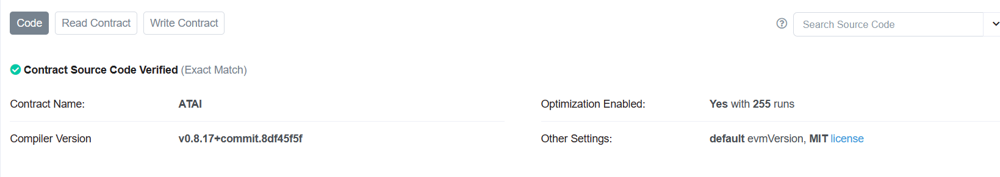 Code Read Contract Write Contract Search Source Code
Contract Source Code Verified (Exact Match)
Contract Name: ATAI Optimization Enabled: Yes with 255 runs
Compiler Version v0.8.17+commit.8df45f5f Other Settings: default evmVersion, MIT license